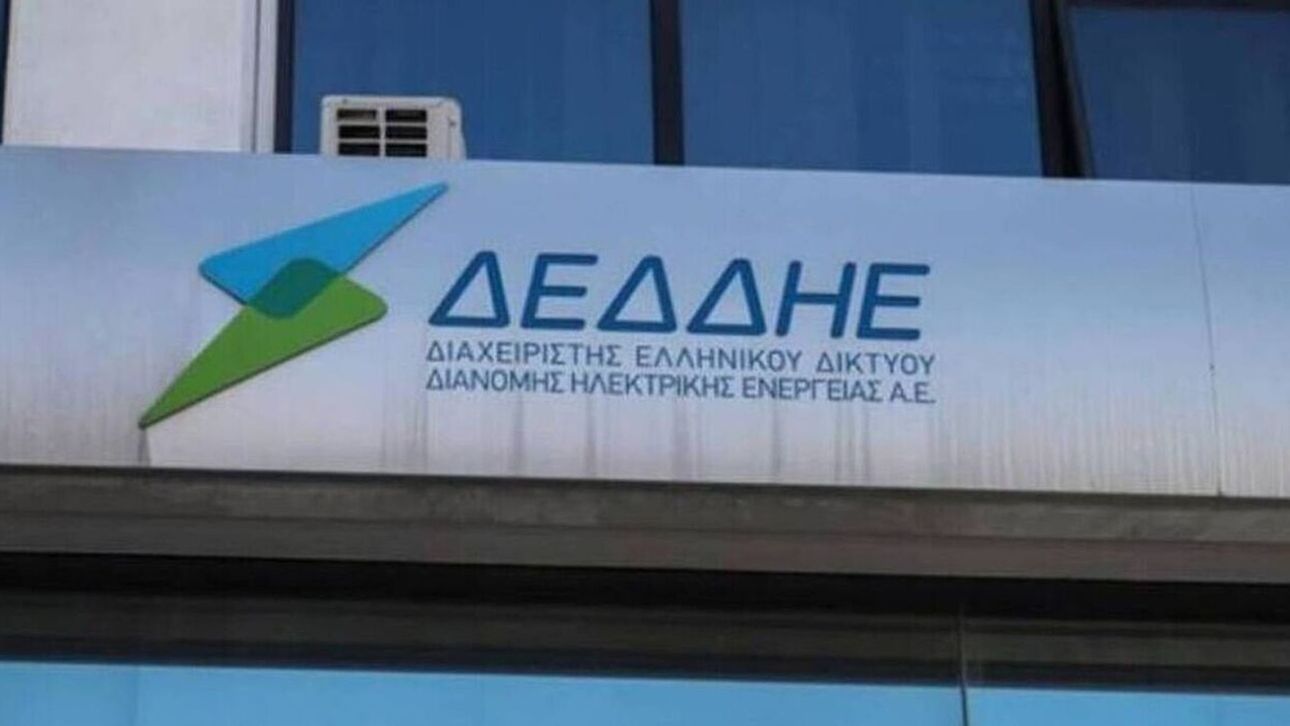 ΔΕΔΔΗΕ
ΔΙΑΧΕΙΡΙΣΤΗΣ ΕΛΛΗΝΙΚΟΥ ΔΙΚΤΥΟΥ
ΔΙΑΝΟΜΗΣ ΗΛΕΚΤΡΙΚΗΣ ΕΝΕΡΓΕΙΑΣ Α.Ε.